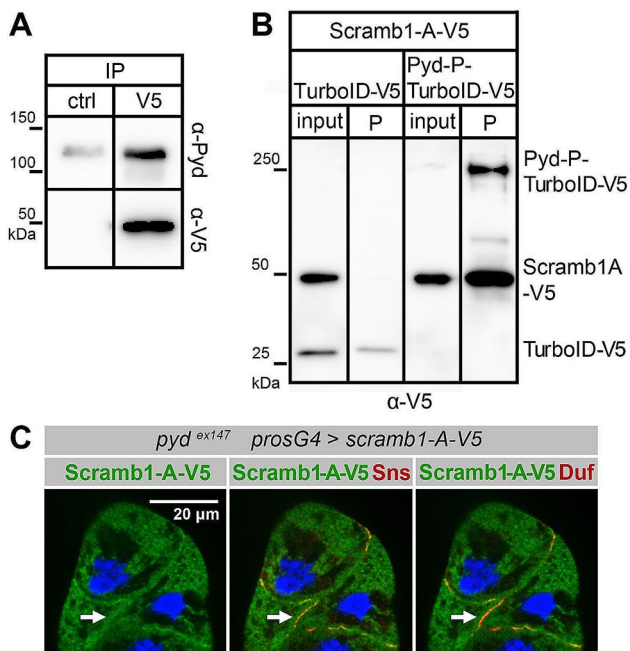 A
IP
ctrl V5
150
100
α-Pyd
50
kDa
α-V5
B
Scramb1-A-V5
TurboID-V5
Pyd-P-
TurboID-V5
input P input P
250
50
25
kDa
Pyd-P-
TurboID-V5
Scramb1A
-V5
TurboID-V5
α-V5
C
pyd ex147 prosG4 > scramb1-A-V5
Scramb1-A-V5 Scramb1-A-V5 Sns Scramb1-A-V5 Duf
20 µm